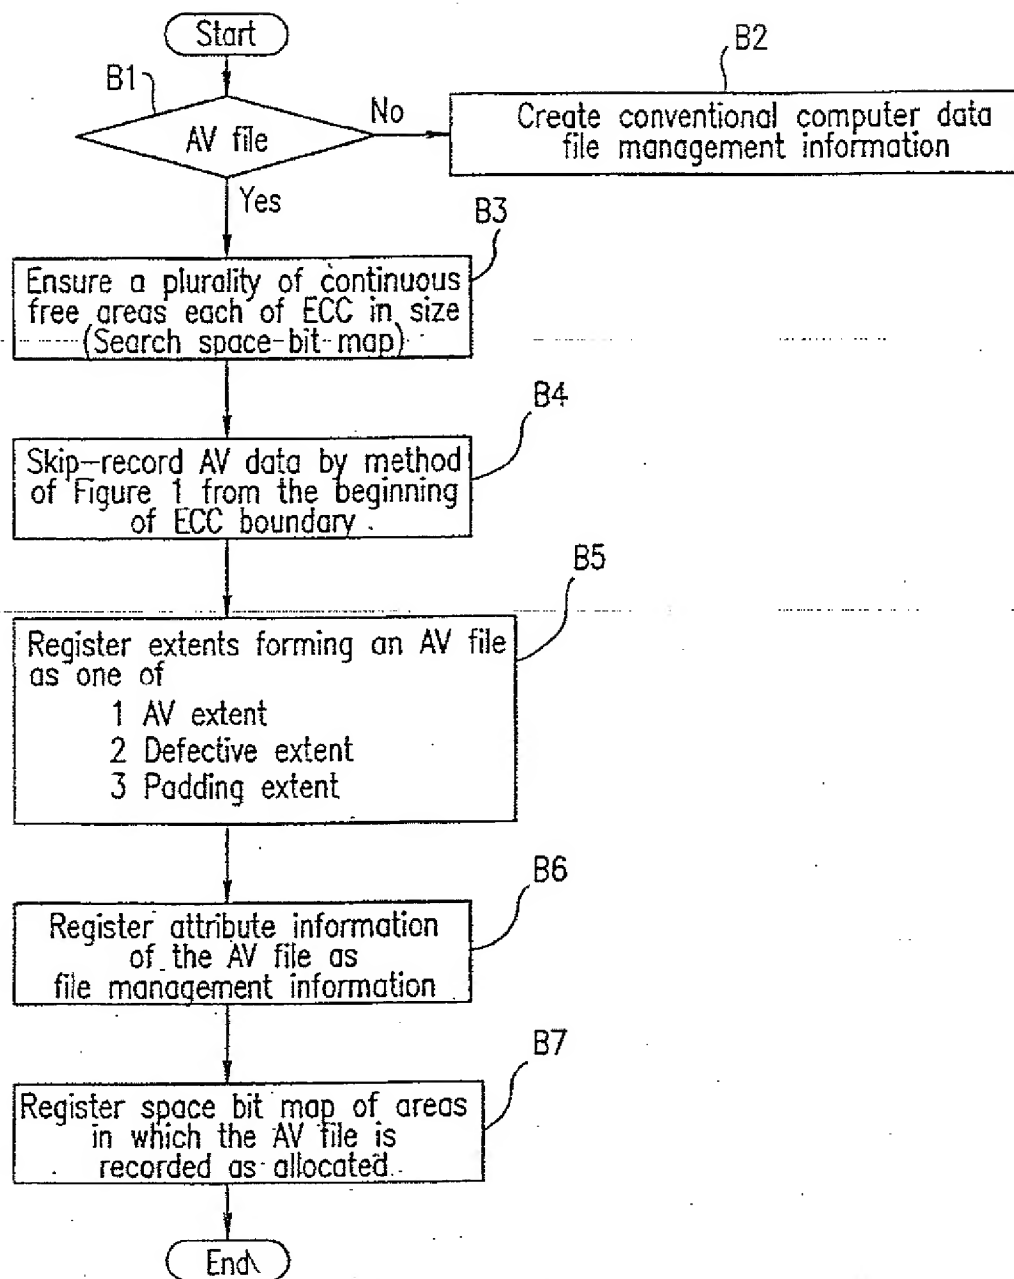 Start
B1
B2
AV file
No
Create conventional computer data
file management information
Yes
B3
Ensure a plurality of continuous
free areas each of ECC in size
(Search space bit map)
B4
Skip-record AV data by method
of Figure 1 from the beginning
of ECC boundary
B5
Register extents forming an AV file
as one of
1 AV extent
2 Defective extent
3 Padding extent
B6
Register attribute information
of the AV file as
file management information
B7
Register space bit map of areas
in which the AV file is
recorded as allocated
End